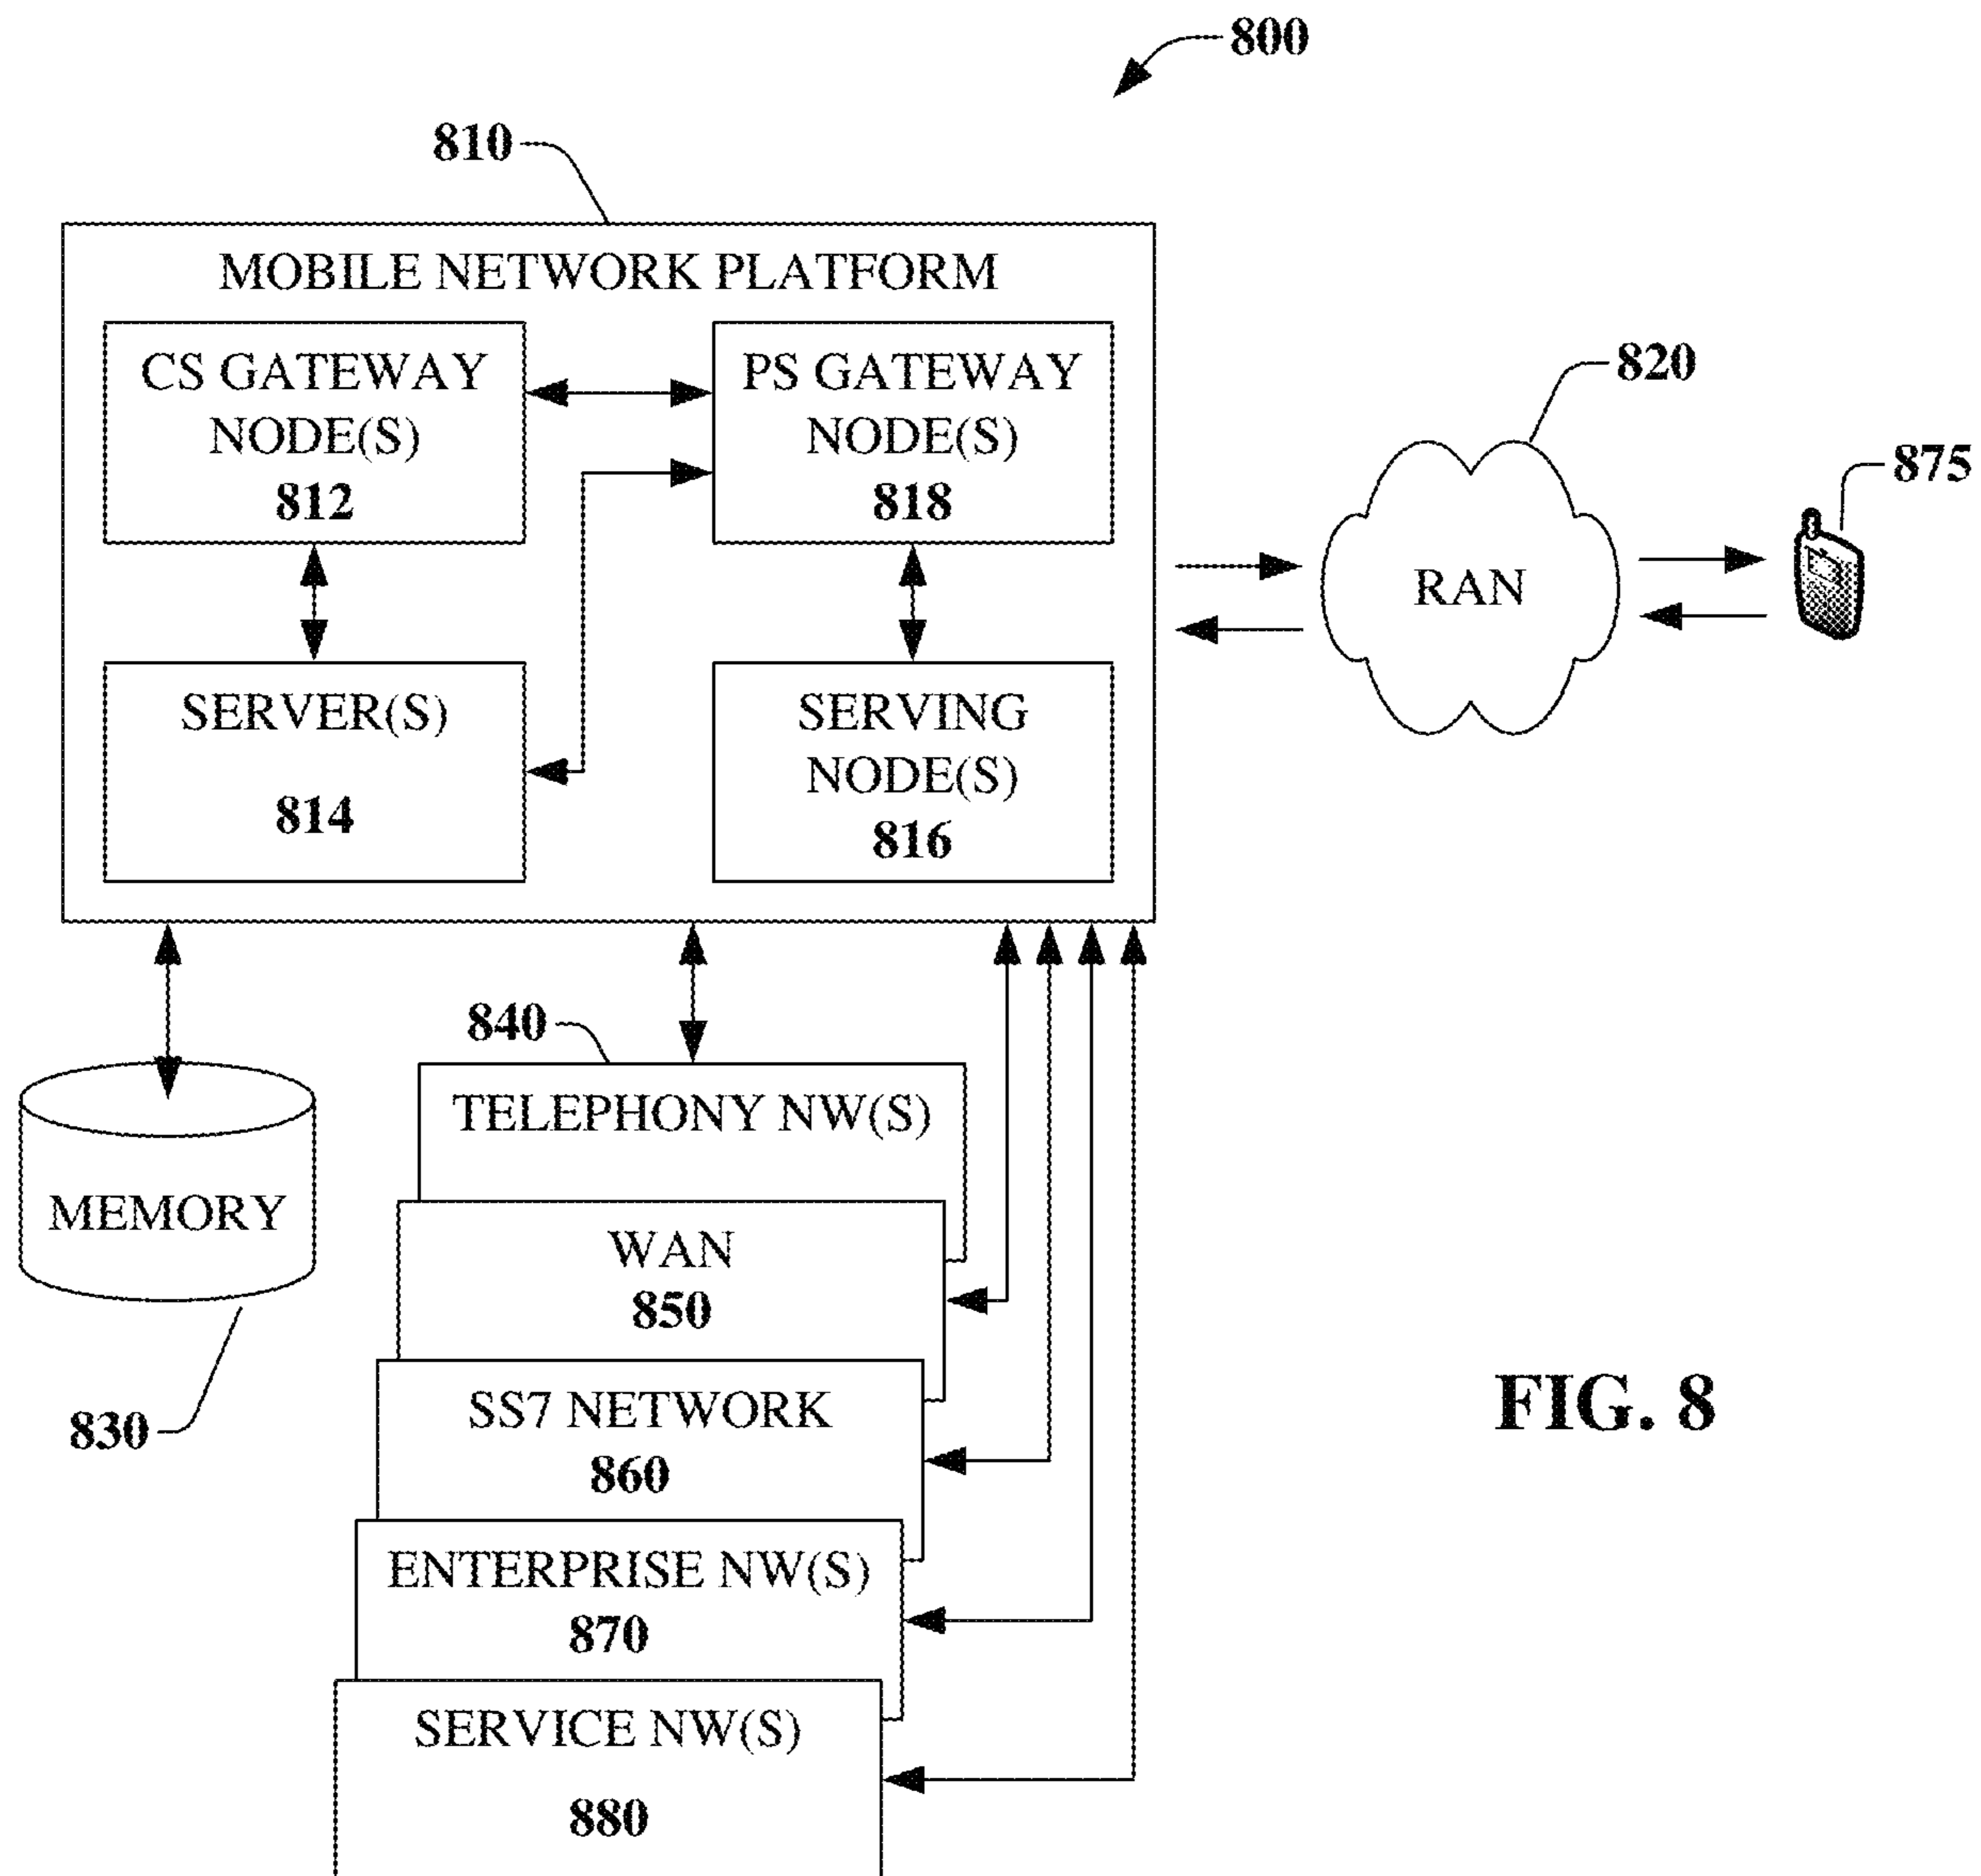 800
810
MOBILE NETWORK PLATFORM
CS GATEWAY
NODE(S)
812
PS GATEWAY
NODE(S)
818
SERVER(S)
814
SERVING
NODE(S)
816
820
RAN
875
840
TELEPHONY NW(S)
MEMORY
830
WAN
850
SS7 NETWORK
860
ENTERPRISE NW(S)
870
SERVICE NW(S)
880
FIG. 8